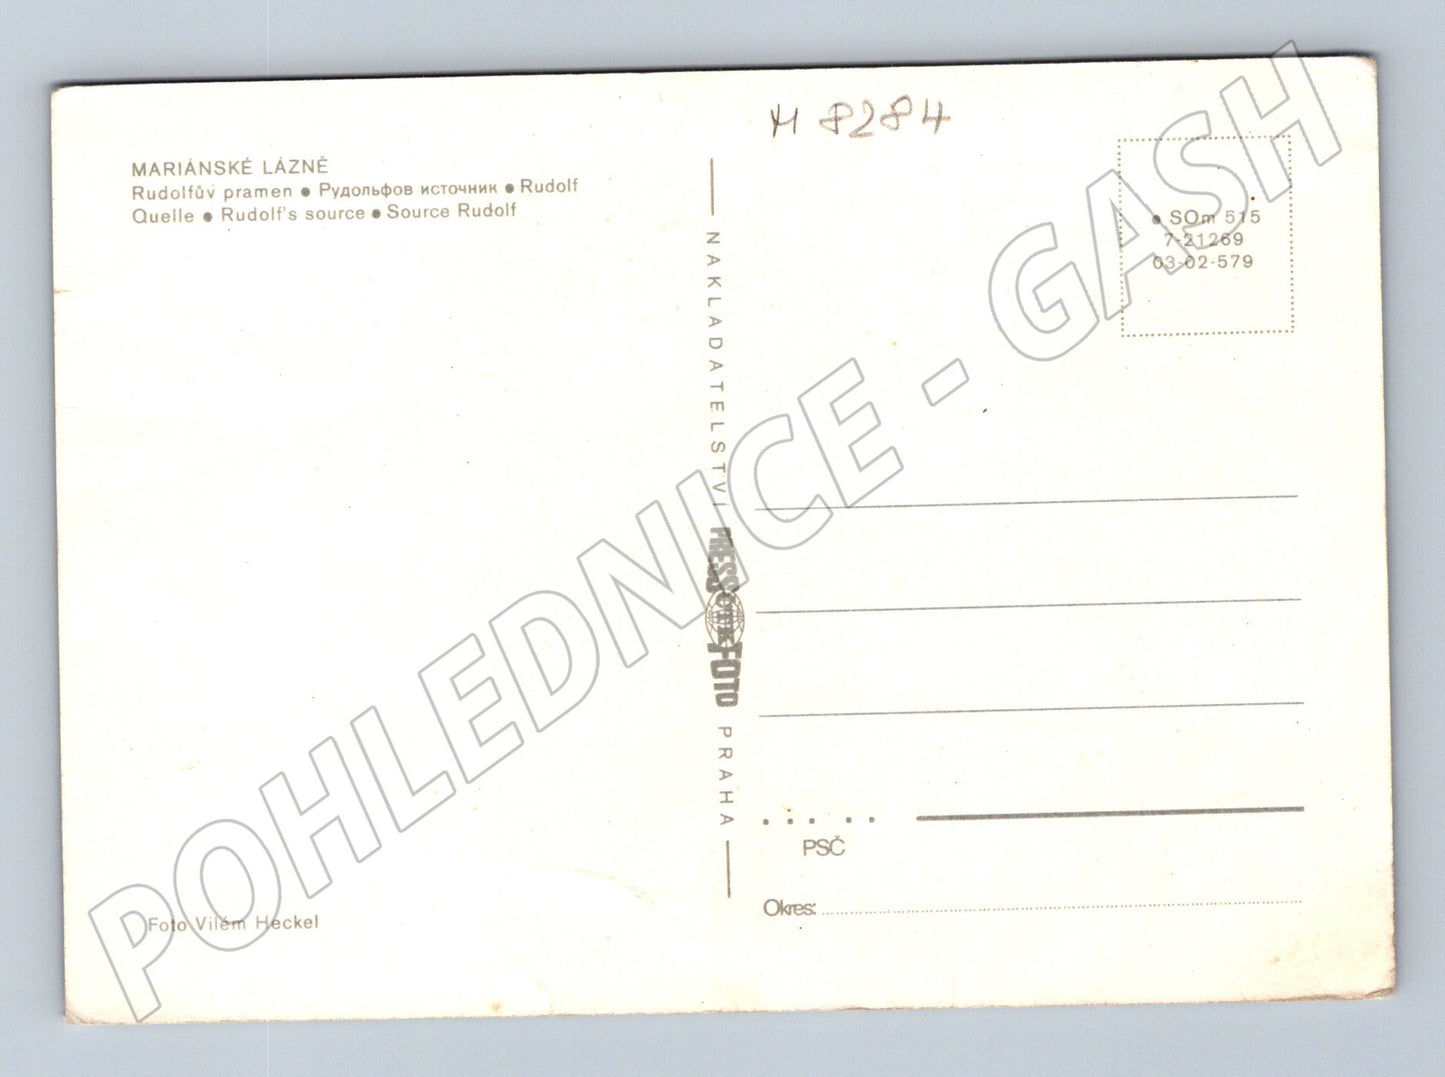 M 8284
MARIÁNSKÉ LÁZNĚ
Rudolfův pramen ● Рудольфов источник ● Rudolf
Quelle ● Rudolf's source ● Source Rudolf
● SOm 515
7-21269
03-02-579
NAKLADATELSTVÍ PRESSFOTO PRAHA
ČTK
PSČ
Okres:
Foto Vilém Heckel
POHLEDNICE - GASH